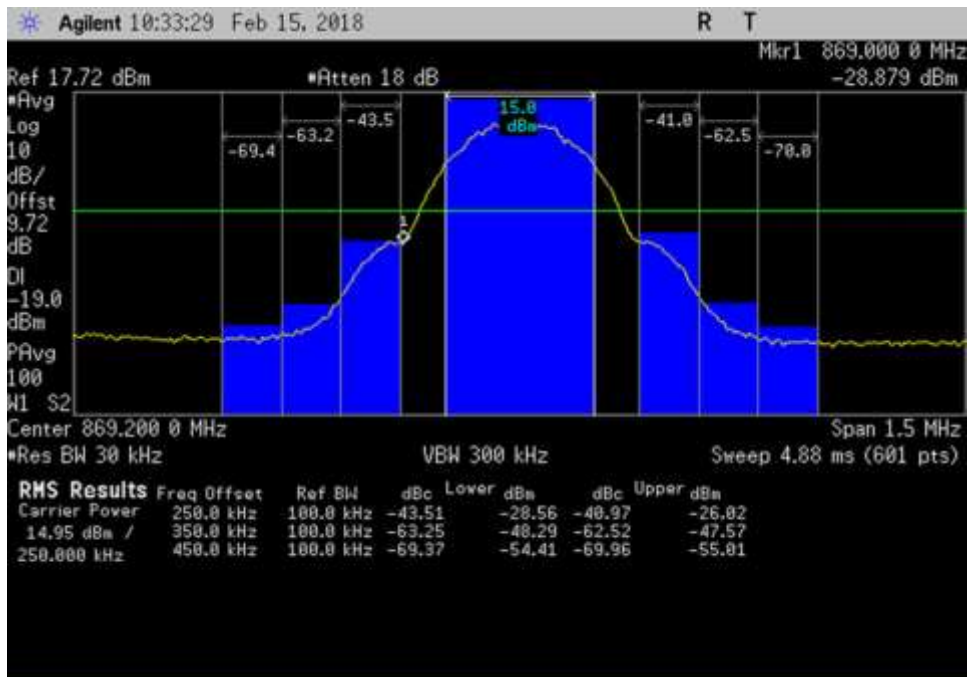 Agilent 10:33:29 Feb 15, 2018 R T
Mkr1 869.000 0 MHz
Ref 17.72 dBm #Atten 18 dB -28.879 dBm
#Avg
Log
10
dB/
Offst
9.72
dB
DI
-19.0
dBm
PAvg
100
W1 S2
-69.4
-63.2
-43.5
15.0
dBm
-41.0
-62.5
-70.0
1
Center 869.200 0 MHz Span 1.5 MHz
#Res BW 30 kHz VBW 300 kHz Sweep 4.88 ms (601 pts)
RMS Results Freq Offset Ref BW dBc Lower dBm dBc Upper dBm
Carrier Power 250.0 kHz 100.0 kHz -43.51 -28.56 -40.97 -26.02
14.95 dBm / 350.0 kHz 100.0 kHz -63.25 -48.29 -62.52 -47.57
250.000 kHz 450.0 kHz 100.0 kHz -69.37 -54.41 -69.96 -55.01